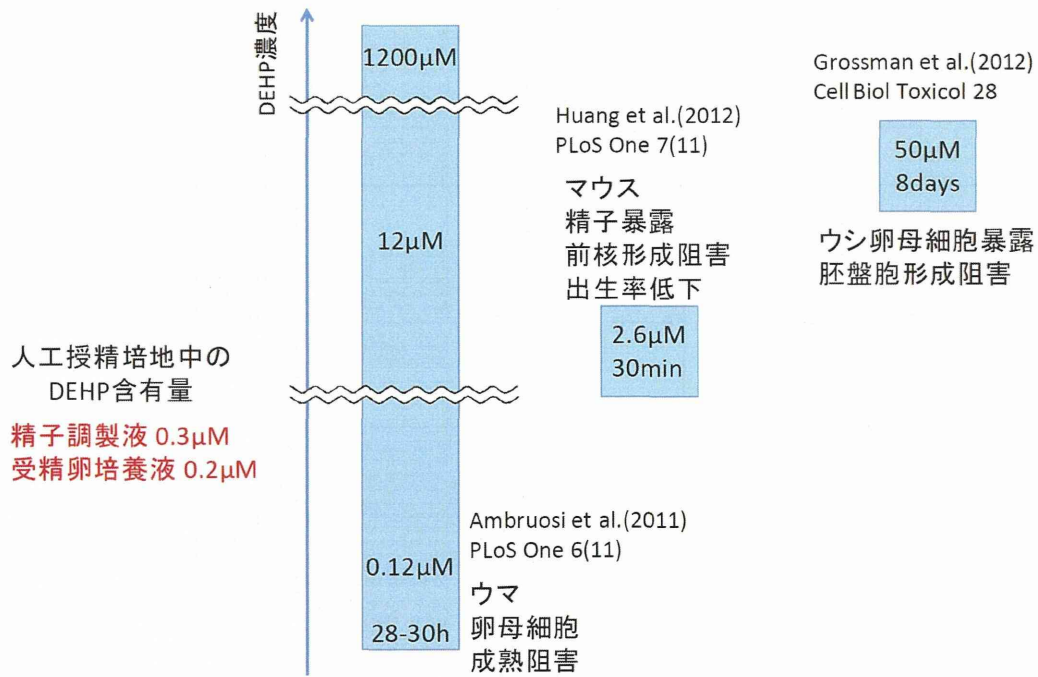 DEHP濃度
1200μM
12μM
0.12μM
28-30h
人工授精培地中の
DEHP含有量
精子調製液 0.3μM
受精卵培養液 0.2μM
Ambruosi et al.(2011)
PLoS One 6(11)
ウマ
卵母細胞
成熟阻害
Huang et al.(2012)
PLoS One 7(11)
マウス
精子暴露
前核形成阻害
出生率低下
2.6μM
30min
Grossman et al.(2012)
Cell Biol Toxicol 28
50μM
8days
ウシ卵母細胞暴露
胚盤胞形成阻害